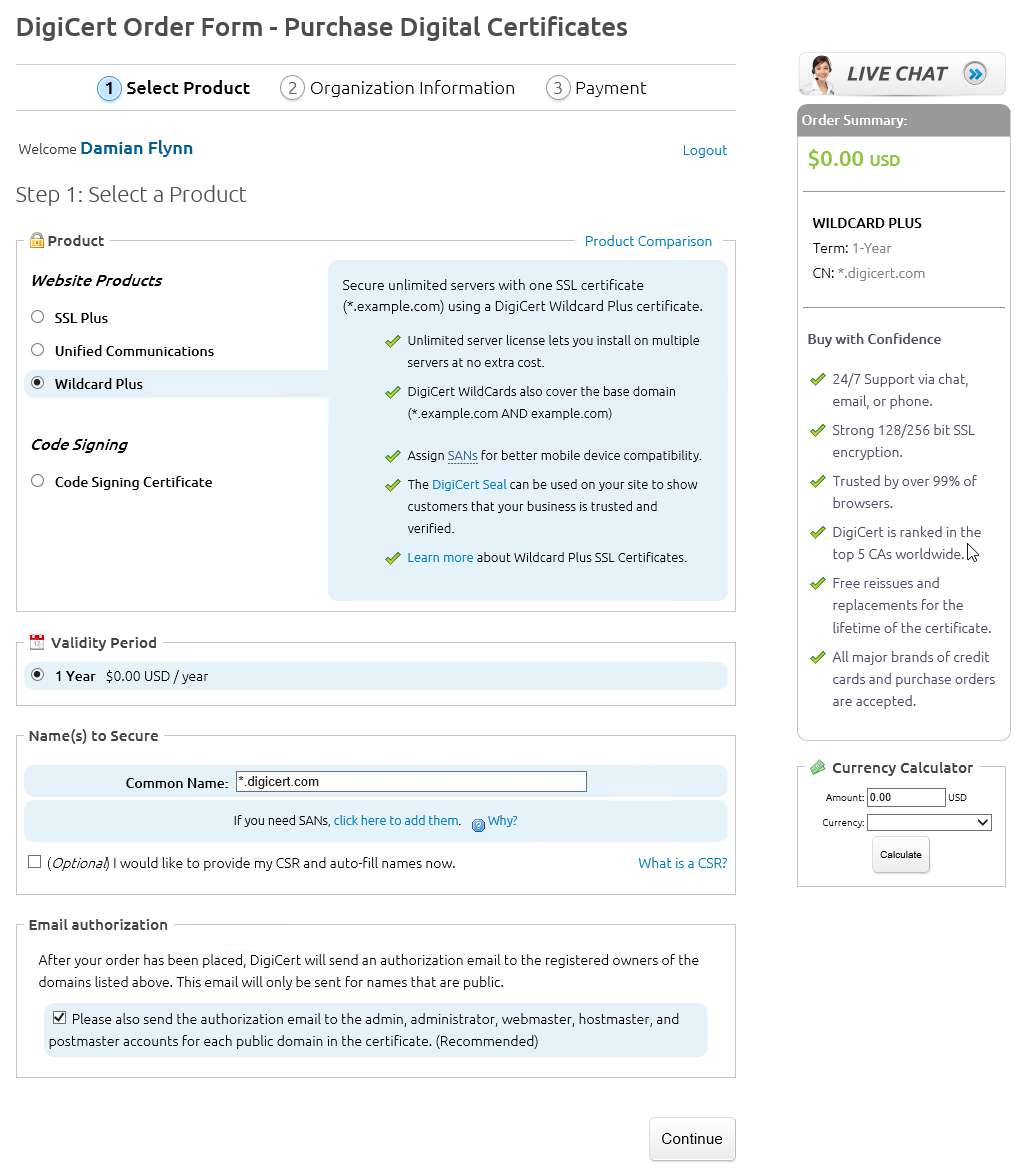 DigiCert Order Form - Purchase Digital Certificates
1 Select Product 2 Organization Information 3 Payment
Welcome Damian Flynn
Logout
Step 1: Select a Product
Product
Product Comparison
Website Products
SSL Plus
Unified Communications
Wildcard Plus
Code Signing
Code Signing Certificate
Secure unlimited servers with one SSL certificate
(*.example.com) using a DigiCert Wildcard Plus certificate.
Unlimited server license lets you install on multiple
servers at no extra cost.
DigiCert WildCards also cover the base domain
(*.example.com AND example.com)
Assign SANs for better mobile device compatibility.
The DigiCert Seal can be used on your site to show
customers that your business is trusted and
verified.
Learn more about Wildcard Plus SSL Certificates.
Validity Period
1 Year $0.00 USD / year
Name(s) to Secure
Common Name: *.digicert.com
If you need SANs, click here to add them. ? Why?
(Optional) I would like to provide my CSR and auto-fill names now.
What is a CSR?
Email authorization
After your order has been placed, DigiCert will send an authorization email to the registered owners of the
domains listed above. This email will only be sent for names that are public.
Please also send the authorization email to the admin, administrator, webmaster, hostmaster, and
postmaster accounts for each public domain in the certificate. (Recommended)
Continue
LIVE CHAT
Order Summary:
$0.00 USD
WILDCARD PLUS
Term: 1-Year
CN: *.digicert.com
Buy with Confidence
24/7 Support via chat,
email, or phone.
Strong 128/256 bit SSL
encryption.
Trusted by over 99% of
browsers.
DigiCert is ranked in the
top 5 CAs worldwide.
Free reissues and
replacements for the
lifetime of the certificate.
All major brands of credit
cards and purchase orders
are accepted.
Currency Calculator
Amount: 0.00 USD
Currency:
Calculate